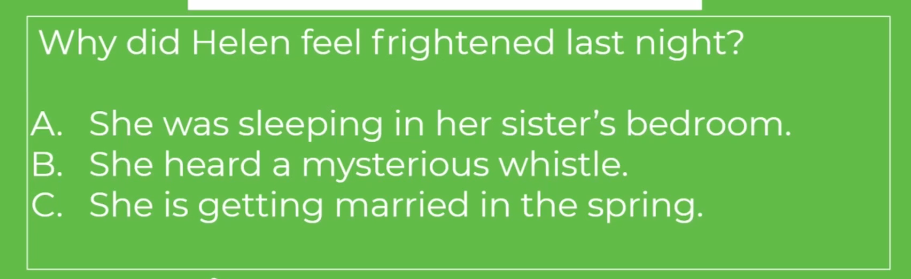 Why did Helen feel frightened last night?
A. She was sleeping in her sister’s bedroom.
B. She heard a mysterious whistle.
C. She is getting married in the spring.